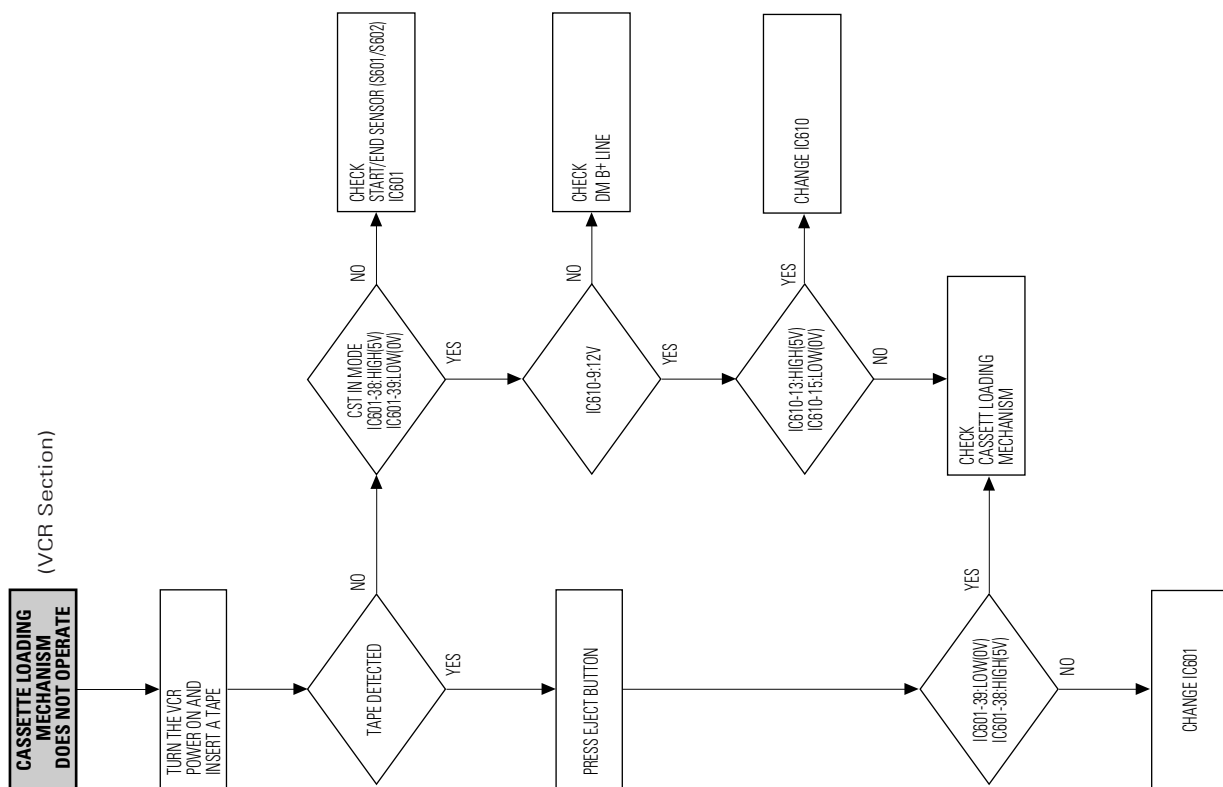 CASSETTE LOADING
MECHANISM
DOES NOT OPERATE
(VCR Section)
TURN THE VCR
POWER ON AND
INSERT A TAPE
TAPE DETECTED
NO
YES
CST IN MODE
IC601-38:HIGH(5V)
IC601-39:LOW(0V)
NO
YES
CHECK
START/END SENSOR (S601/S602)
IC601
IC610-9:12V
NO
YES
CHECK
DM B+ LINE
IC610-13:HIGH(5V)
IC610-15:LOW(0V)
YES
NO
CHANGE IC610
CHECK
CASSETT LOADING
MECHANISM
PRESS EJECT BUTTON
IC601-39:LOW(0V)
IC601-38:HIGH(5V)
YES
NO
CHANGE IC601